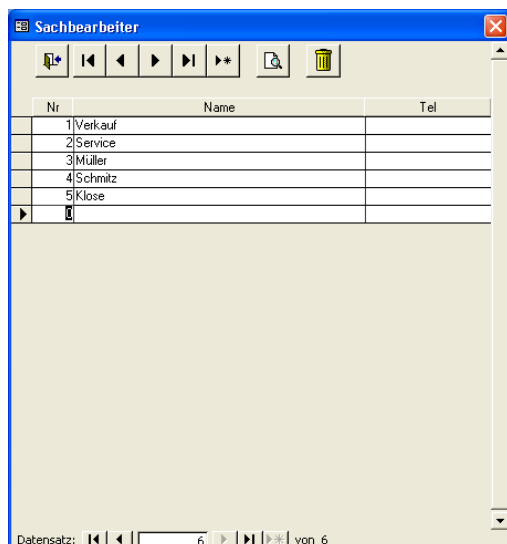 Sachbearbeiter
Nr Name Tel
1 Verkauf
2 Service
3 Müller
4 Schmitz
5 Klose
0
Datensatz: 6 von 6